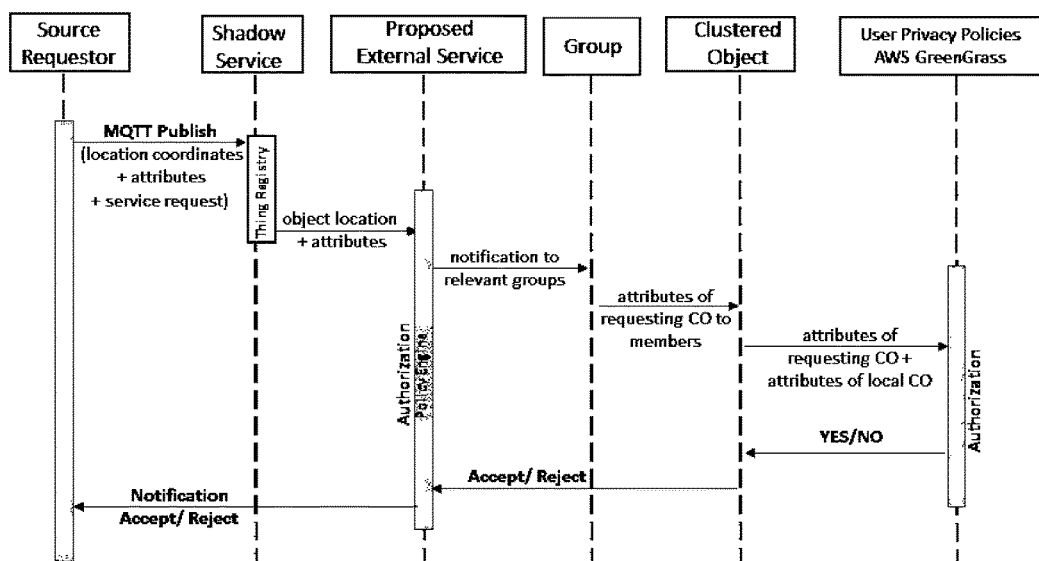 Source
Requestor
Shadow
Service
Proposed
External Service
Group
Clustered
Object
User Privacy Policies
AWS GreenGrass
MQTT Publish
(location coordinates
+ attributes
+ service request)
Thing Registry
object location
+ attributes
notification to
relevant groups
attributes of
requesting CO to
members
attributes of
requesting CO +
attributes of local CO
Authorization
Policy Engine
Authorization
YES/NO
Accept/ Reject
Notification
Accept/ Reject